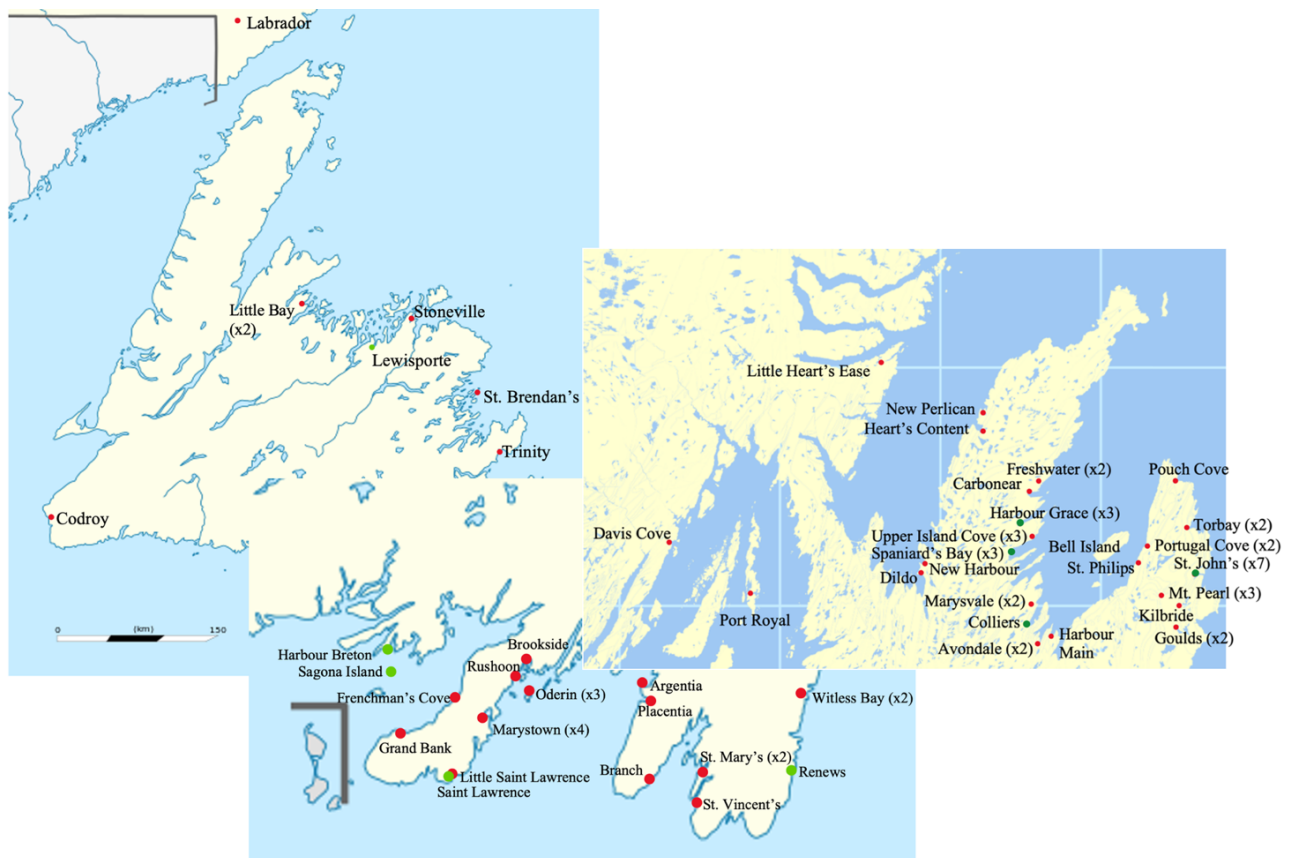 Labrador
Little Bay
(x2)
Stoneville
Lewisporte
St. Brendan's
Trinity
Codroy
0 (km) 150
Little Heart's Ease
New Perlican
Heart's Content
Freshwater (x2)
Carbonear
Pouch Cove
Harbour Grace (x3)
Torbay (x2)
Davis Cove
Upper Island Cove (x3)
Bell Island
Portugal Cove (x2)
Spaniard's Bay (x3)
St. Philips
St. John's (x7)
New Harbour
Dildo
Mt. Pearl (x3)
Marysvale (x2)
Port Royal
Kilbride
Colliers
Harbour
Main
Goulds (x2)
Avondale (x2)
Brookside
Harbour Breton
Rushoon
Sagona Island
Frenchman's Cove
Oderin (x3)
Argentia
Placentia
Witless Bay (x2)
Marystown (x4)
Grand Bank
St. Mary's (x2)
Branch
Renews
Little Saint Lawrence
Saint Lawrence
St. Vincent's